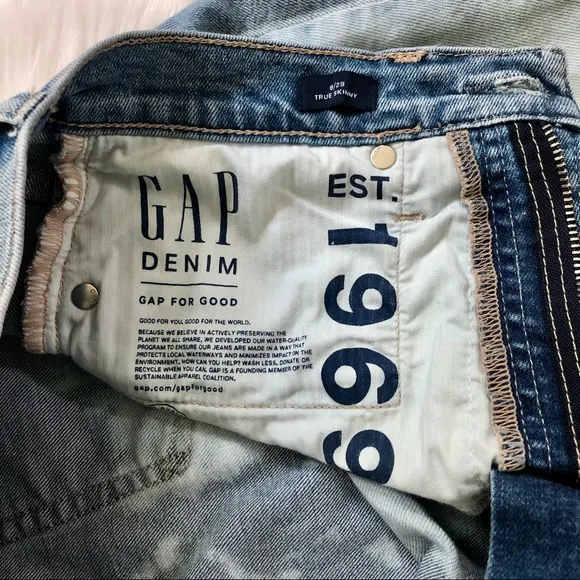 8/29
TRUE SKINNY
GAP
DENIM
GAP FOR GOOD
GOOD FOR YOU. GOOD FOR THE WORLD.
BECAUSE WE BELIEVE IN ACTIVELY PRESERVING THE
PLANET WE ALL SHARE, WE DEVELOPED OUR WATER-QUALITY
PROGRAM TO ENSURE OUR JEANS ARE MADE IN A WAY THAT
PROTECTS LOCAL WATERWAYS AND MINIMIZES IMPACT ON THE
ENVIRONMENT. HOW CAN YOU HELP? WASH LESS. DONATE OR
RECYCLE WHEN YOU CAN. GAP IS A FOUNDING MEMBER OF THE
SUSTAINABLE APPAREL COALITION.
gap.com/gapforgood
EST.
1969